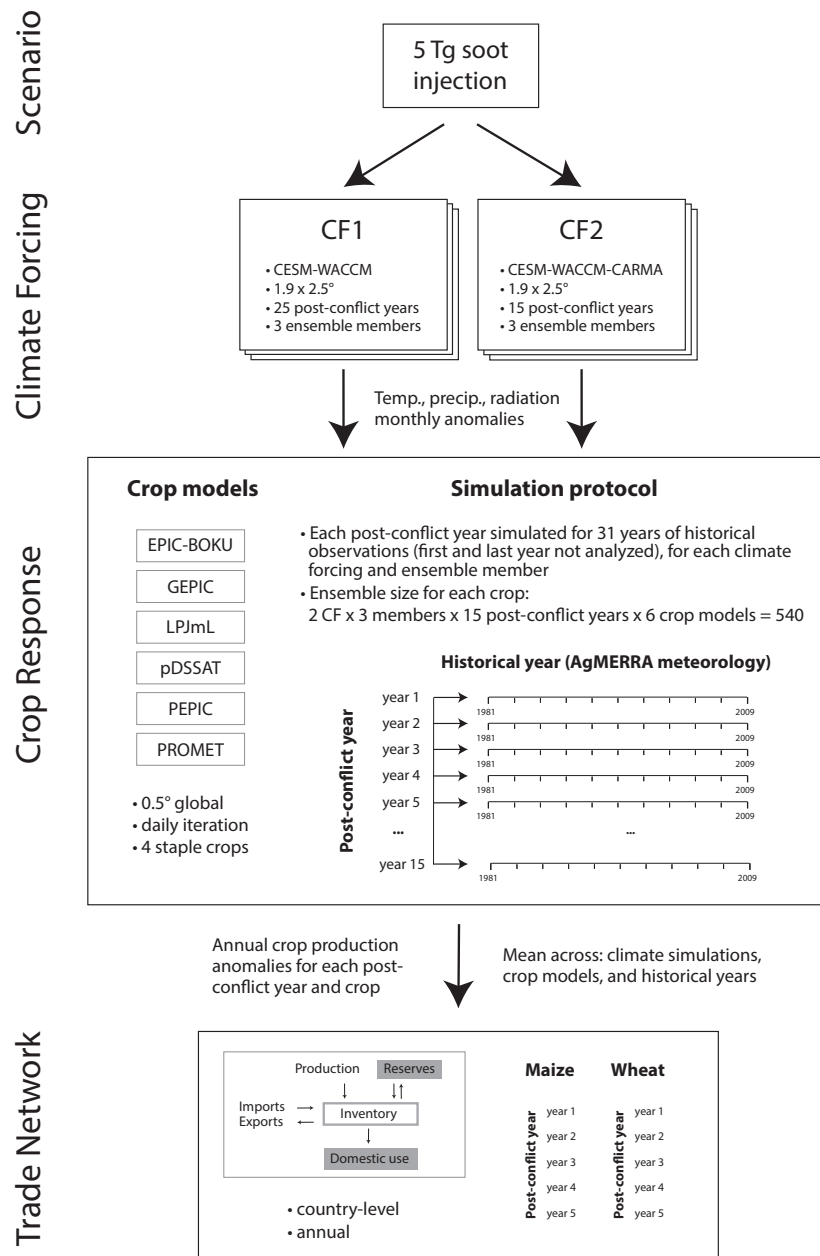 Scenario
5 Tg soot
injection
Climate Forcing
CF1
• CESM-WACCM
• 1.9 x 2.5°
• 25 post-conflict years
• 3 ensemble members
CF2
• CESM-WACCM-CARMA
• 1.9 x 2.5°
• 15 post-conflict years
• 3 ensemble members
Temp., precip., radiation
monthly anomalies
Crop Response
Crop models
EPIC-BOKU
GEPIC
LPJmL
pDSSAT
PEPIC
PROMET
• 0.5° global
• daily iteration
• 4 staple crops
Simulation protocol
• Each post-conflict year simulated for 31 years of historical
observations (first and last year not analyzed), for each climate
forcing and ensemble member
• Ensemble size for each crop:
2 CF x 3 members x 15 post-conflict years x 6 crop models = 540
Historical year (AgMERRA meteorology)
Post-conflict year
year 1
1981 2009
year 2
1981 2009
year 3
1981 2009
year 4
1981 2009
year 5
1981 2009
... ...
year 15
1981 2009
Annual crop production
anomalies for each post-
conflict year and crop
Mean across: climate simulations,
crop models, and historical years
Trade Network
Production Reserves
Imports
Exports
Inventory
Domestic use
• country-level
• annual
Maize
Post-conflict year
year 1
year 2
year 3
year 4
year 5
Wheat
Post-conflict year
year 1
year 2
year 3
year 4
year 5